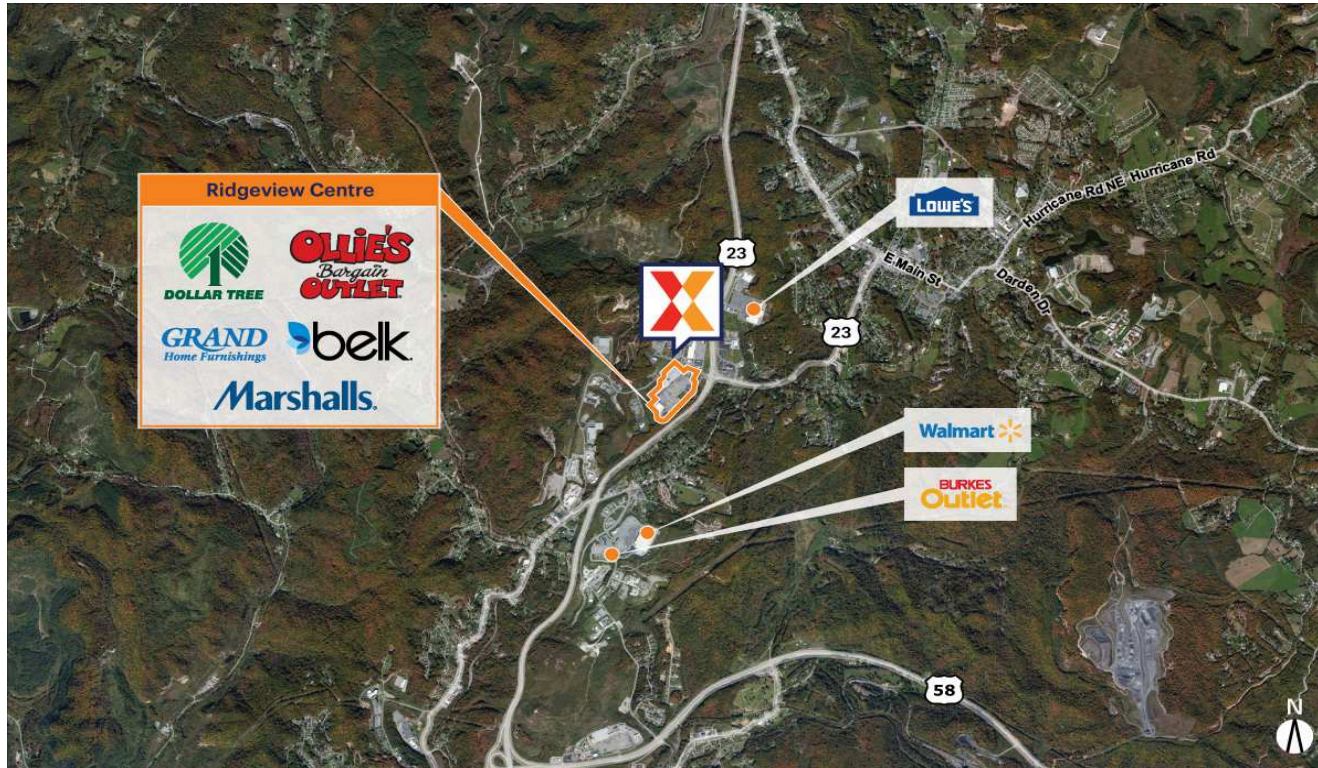 Ridgeview Centre
DOLLAR TREE
OLLIE'S
Bargain
OUTLET
GRAND
Home Furnishings
belk.
Marshalls.
LOWE'S
23
23
E Main St
Hurricane Rd NE
Hurricane Rd
Darden Dr
Walmart
BURKES
Outlet
58
N